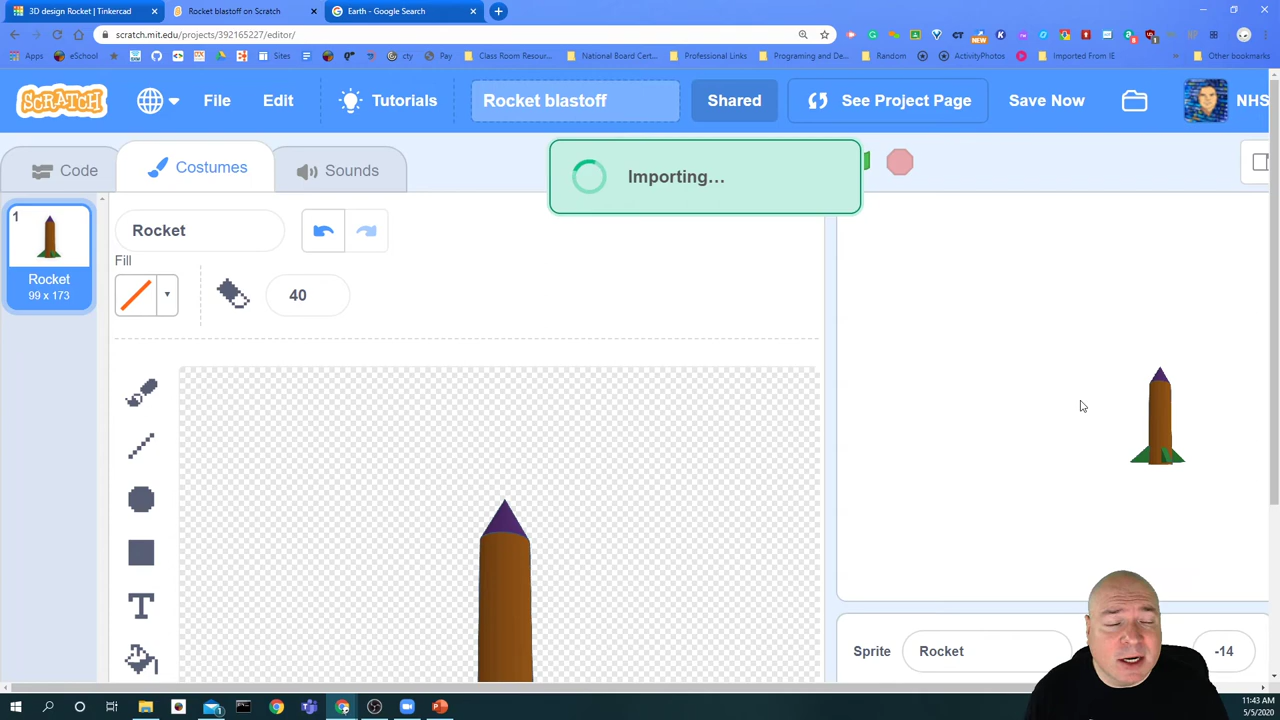 3D design Rocket | Tinkercad
Rocket blastoff on Scratch
Earth - Google Search
scratch.mit.edu/projects/392165227/editor/
Apps
eSchool
Sites
cty
Pay
Class Room Resour...
National Board Cert...
Professional Links
Programing and De...
Random
ActivityPhotos
Imported From IE
Other bookmarks
SCRATCH
File
Edit
Tutorials
Rocket blastoff
Shared
See Project Page
Save Now
NHS
Code
Costumes
Sounds
Importing...
1
Rocket
99 x 173
Rocket
Fill
40
T
Sprite
Rocket
-14
11:43 AM
5/5/2020